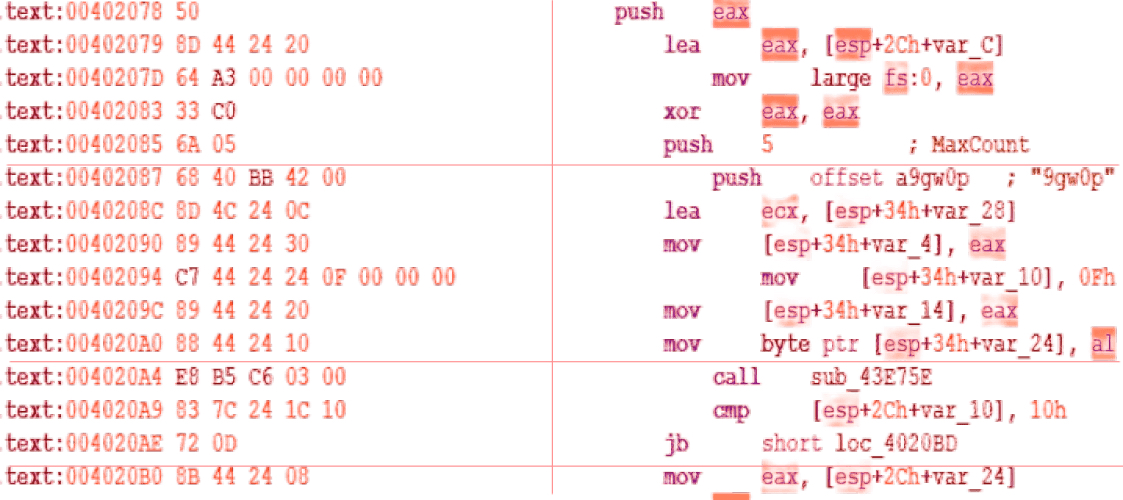 .text:00402078 50 push eax
.text:00402079 8D 44 24 20 lea eax, [esp+2Ch+var_C]
.text:0040207D 64 A3 00 00 00 00 mov large fs:0, eax
.text:00402083 33 C0 xor eax, eax
.text:00402085 6A 05 push 5 ; MaxCount
.text:00402087 68 40 BB 42 00 push offset a9gw0p ; "9gw0p"
.text:0040208C 8D 4C 24 0C lea ecx, [esp+34h+var_28]
.text:00402090 89 44 24 30 mov [esp+34h+var_4], eax
.text:00402094 C7 44 24 24 0F 00 00 00 mov [esp+34h+var_10], 0Fh
.text:0040209C 89 44 24 20 mov [esp+34h+var_14], eax
.text:004020A0 88 44 24 10 mov byte ptr [esp+34h+var_24], al
.text:004020A4 E8 B5 C6 03 00 call sub_43E75E
.text:004020A9 83 7C 24 1C 10 cmp [esp+2Ch+var_10], 10h
.text:004020AE 72 0D jb short loc_4020BD
.text:004020B0 8B 44 24 08 mov eax, [esp+2Ch+var_24]